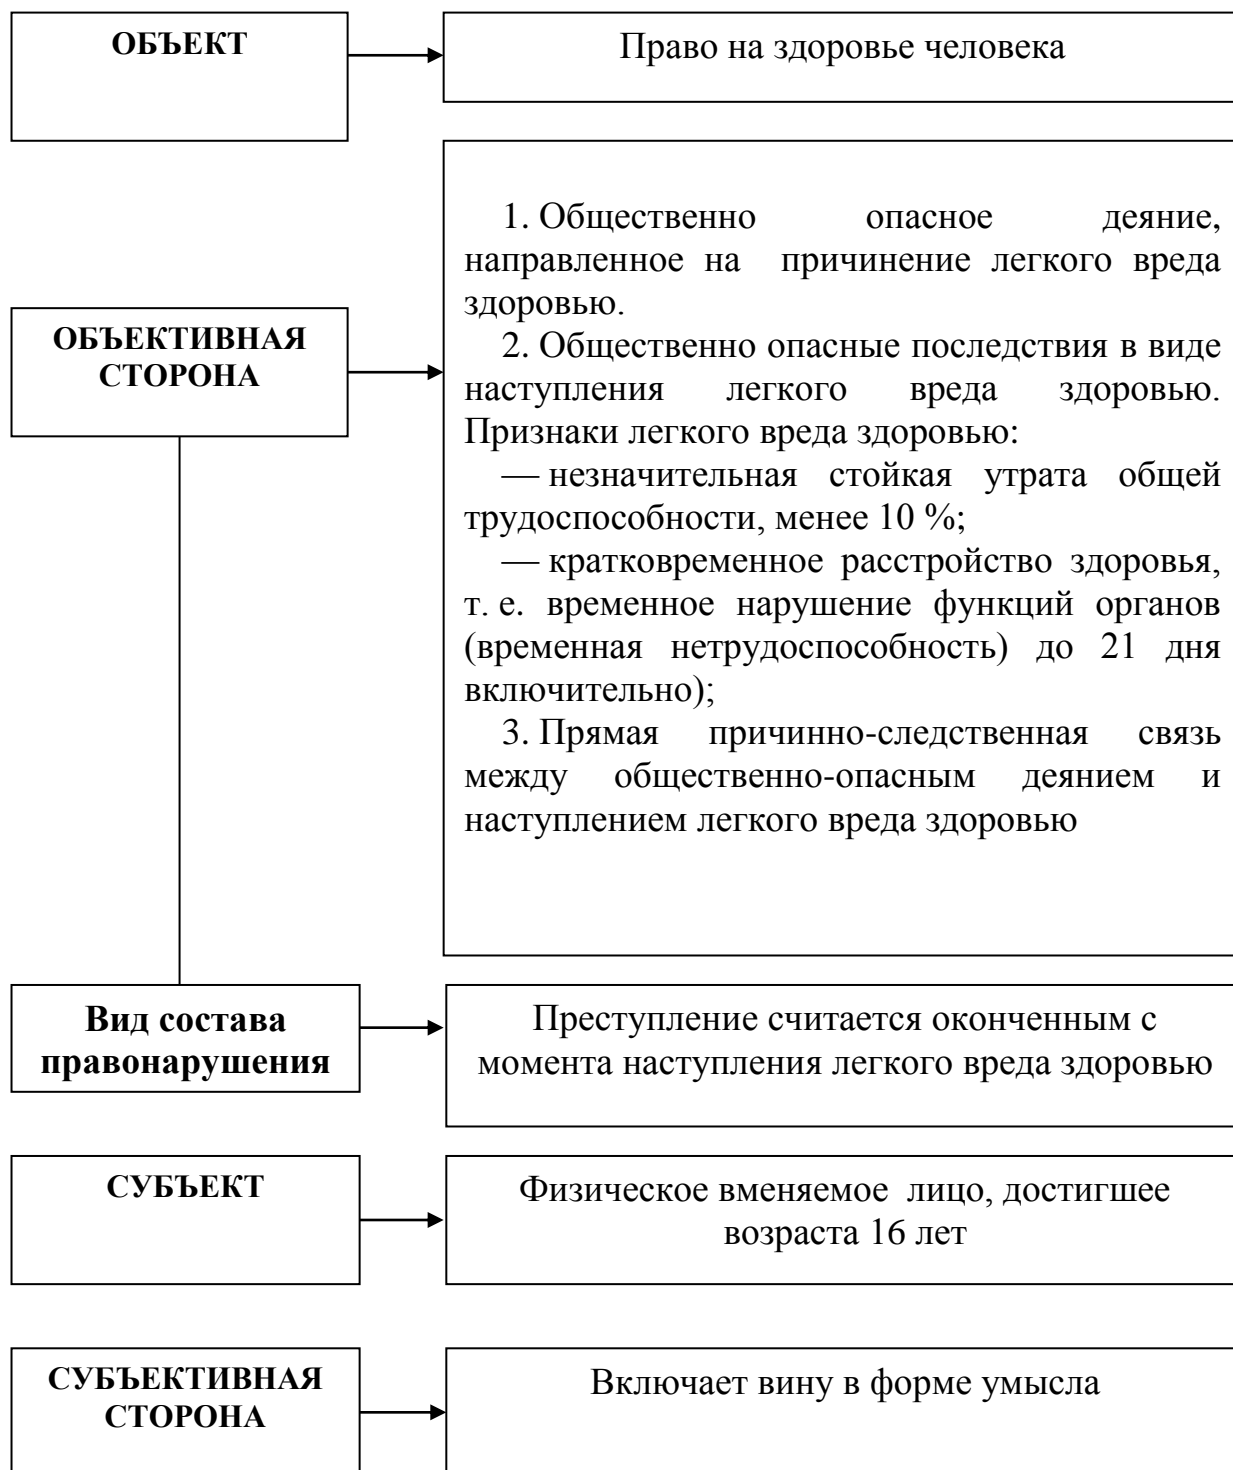 ОБЪЕКТ
Право на здоровье человека
ОБЪЕКТИВНАЯ
СТОРОНА
1. Общественно опасное деяние,
направленное на причинение легкого вреда
здоровью.
2. Общественно опасные последствия в виде
наступления легкого вреда здоровью.
Признаки легкого вреда здоровью:
— незначительная стойкая утрата общей
трудоспособности, менее 10 %;
— кратковременное расстройство здоровья,
т. е. временное нарушение функций органов
(временная нетрудоспособность) до 21 дня
включительно);
3. Прямая причинно-следственная связь
между общественно-опасным деянием и
наступлением легкого вреда здоровью
Вид состава
правонарушения
Преступление считается оконченным с
момента наступления легкого вреда здоровью
СУБЪЕКТ
Физическое вменяемое лицо, достигшее
возраста 16 лет
СУБЪЕКТИВНАЯ
СТОРОНА
Включает вину в форме умысла